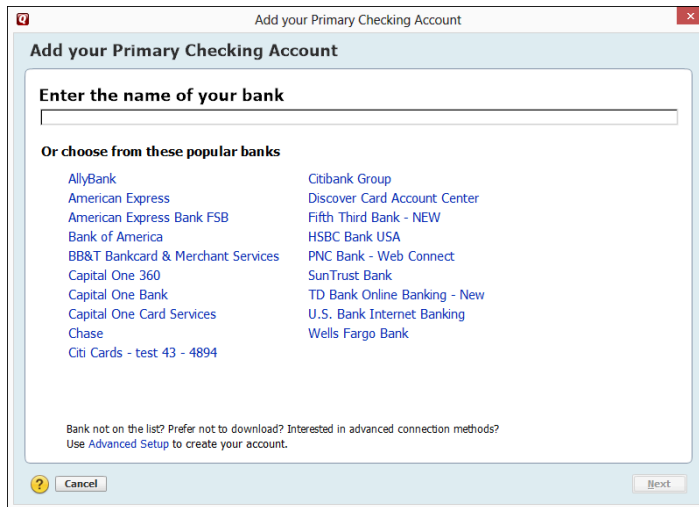 Add your Primary Checking Account
Add your Primary Checking Account
Enter the name of your bank
Or choose from these popular banks
AllyBank
American Express
American Express Bank FSB
Bank of America
BB&T Bankcard & Merchant Services
Capital One 360
Capital One Bank
Capital One Card Services
Chase
Citi Cards - test 43 - 4894
Citibank Group
Discover Card Account Center
Fifth Third Bank - NEW
HSBC Bank USA
PNC Bank - Web Connect
SunTrust Bank
TD Bank Online Banking - New
U.S. Bank Internet Banking
Wells Fargo Bank
Bank not on the list? Prefer not to download? Interested in advanced connection methods?
Use Advanced Setup to create your account.
? Cancel
Next